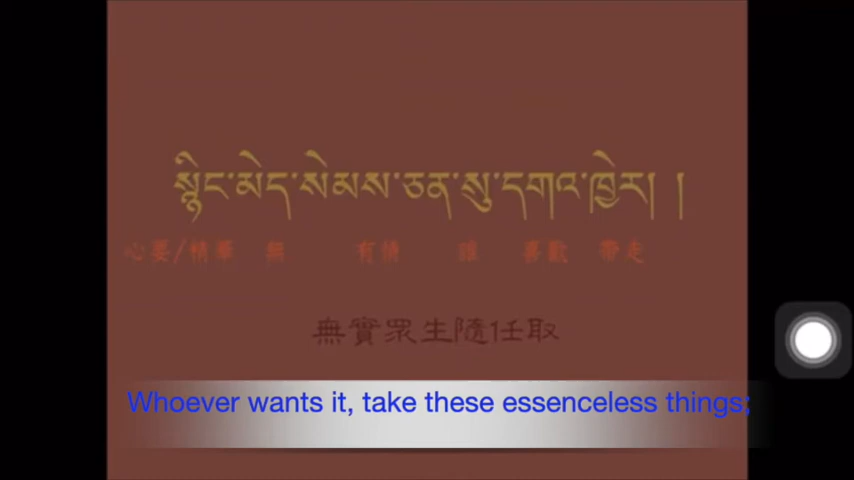 སྙིང་མེད་སེམས་ཅན་སུ་དགའ་ཁྱེར། །
心要/精華 無 有情 誰 喜歡 帶走
無實眾生隨任取
Whoever wants it, take these essenceless things;